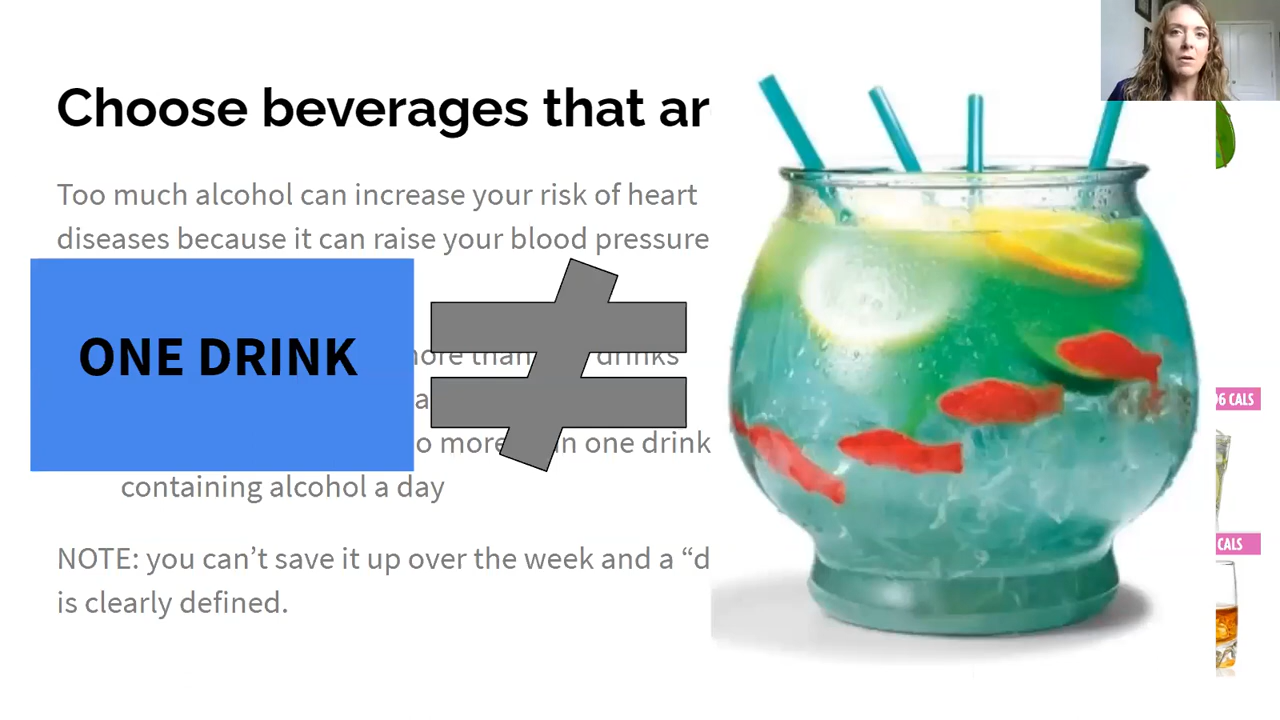 Choose beverages that
Too much alcohol can increase your risk of heart
diseases because it can raise your blood pressure
ONE DRINK
more than drinks
no more than one drink
containing alcohol a day
NOTE: you can’t save it up over the week and a “d
is clearly defined.
6 CALS
CALS